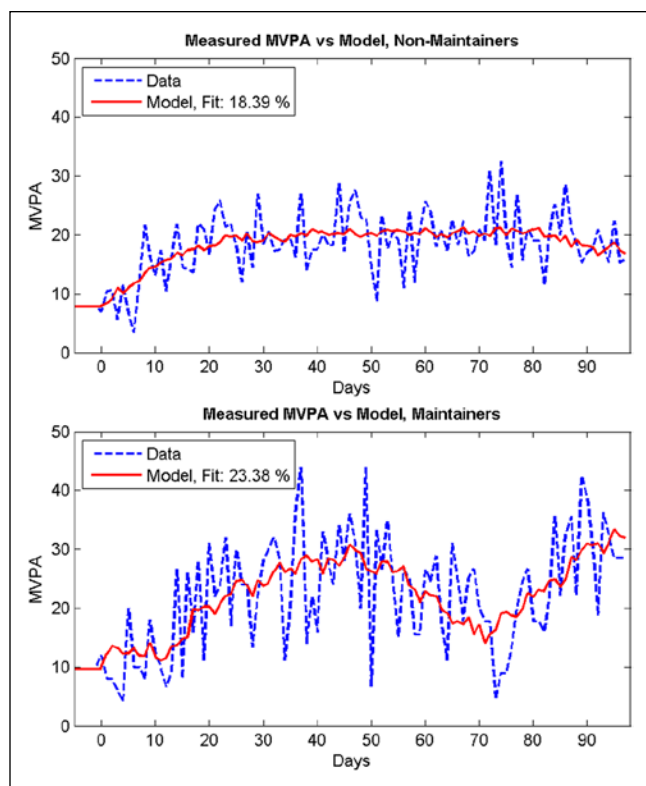 Measured MVPA vs Model, Non-Maintainers
50
40
30
20
10
0
MVPA
Data
Model, Fit: 18.39 %
0 10 20 30 40 50 60 70 80 90
Days
Measured MVPA vs Model, Maintainers
50
40
30
20
10
0
MVPA
Data
Model, Fit: 23.38 %
0 10 20 30 40 50 60 70 80 90
Days